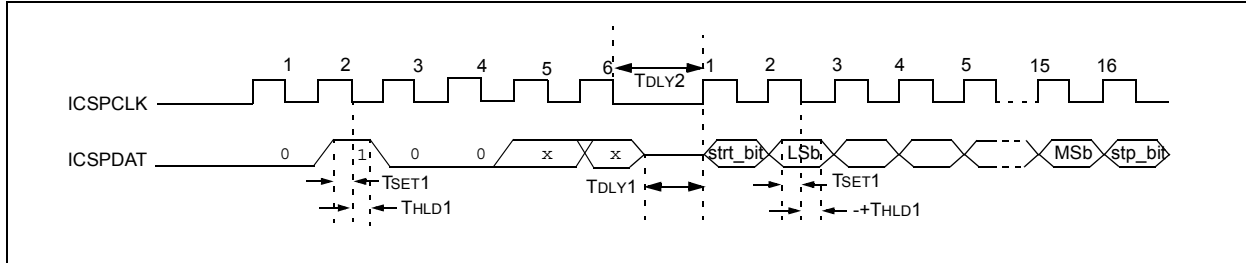 1 2 3 4 5 6 TDLY2 1 2 3 4 5 15 16
ICSPCLK
ICSPDAT 0 1 0 0 x x strt_bit LSb MSb stp_bit
TSET1 TDLY1 TSET1
THLD1 -+THLD1